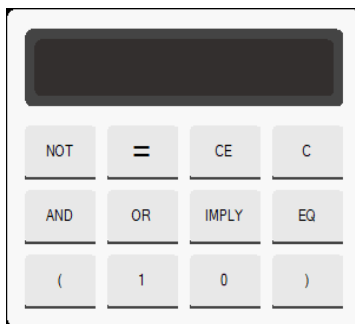 NOT = CE C
AND OR IMPLY EQ
( 1 0 )